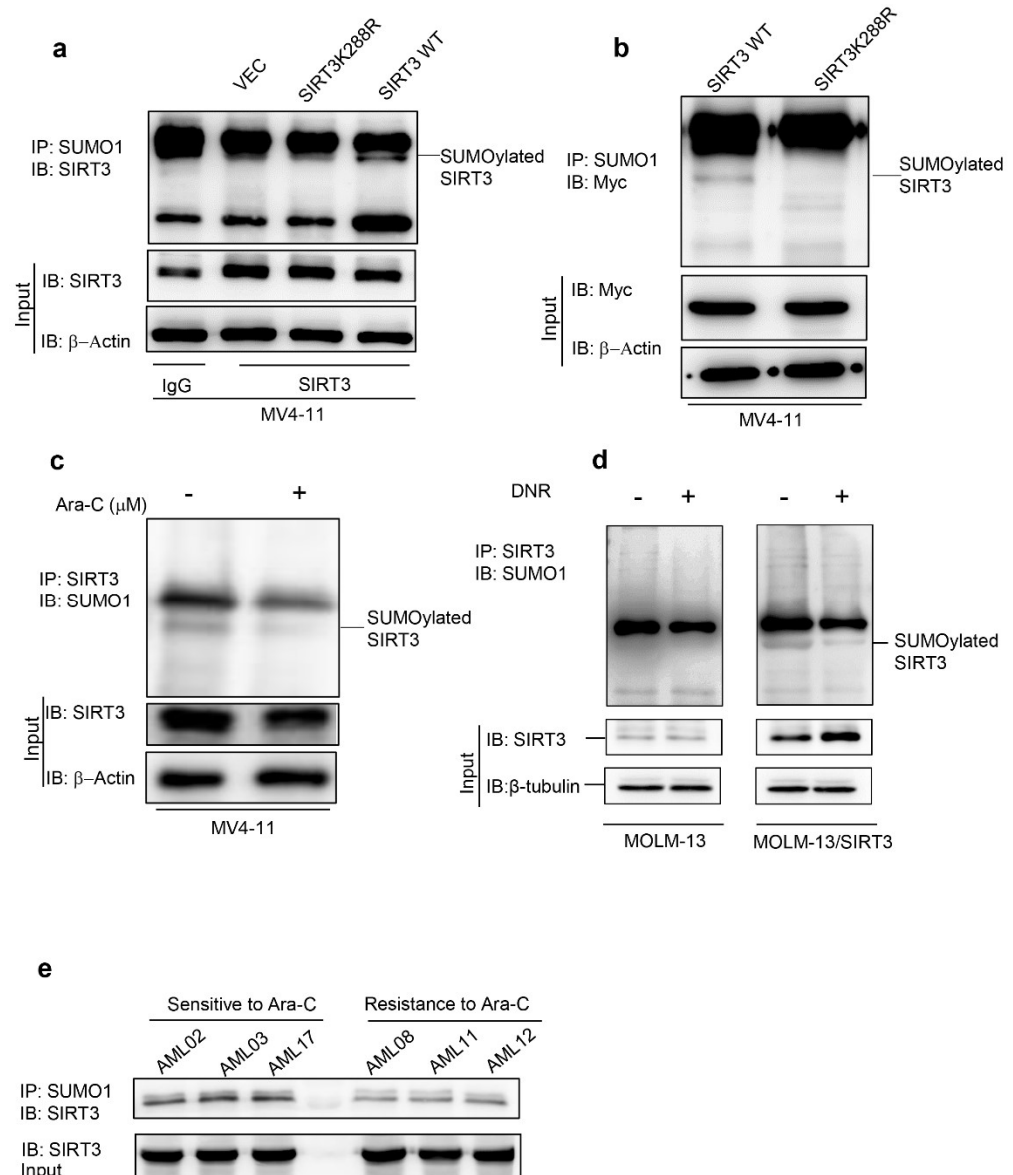 a
VEC
SIRT3K288R
SIRT3 WT
IP: SUMO1
IB: SIRT3
SUMOylated
SIRT3
Input
IB: SIRT3
IB: β–Actin
IgG
SIRT3
MV4-11
b
SIRT3 WT
SIRT3K288R
IP: SUMO1
IB: Myc
SUMOylated
SIRT3
Input
IB: Myc
IB: β–Actin
MV4-11
c
Ara-C (μM)
- +
IP: SIRT3
IB: SUMO1
SUMOylated
SIRT3
Input
IB: SIRT3
IB: β–Actin
MV4-11
d
DNR
- + - +
IP: SIRT3
IB: SUMO1
SUMOylated
SIRT3
Input
IB: SIRT3
IB:β-tubulin
MOLM-13
MOLM-13/SIRT3
e
Sensitive to Ara-C Resistance to Ara-C
AML02 AML03 AML17 AML08 AML11 AML12
IP: SUMO1
IB: SIRT3
IB: SIRT3
Input